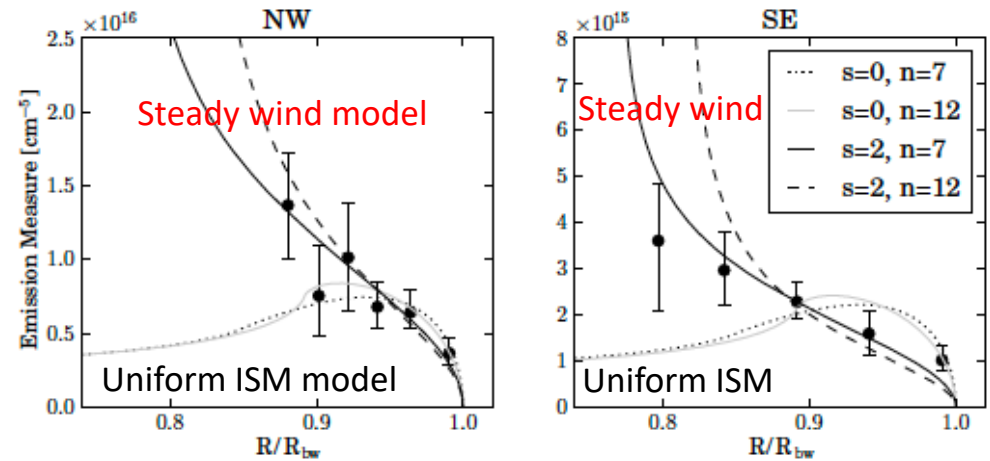 ×10¹⁶
NW
2.5
2.0
1.5
1.0
0.5
0.0
Emission Measure [cm⁻⁵]
Steady wind model
Uniform ISM model
0.8
0.9
1.0
R/R_bw
×10¹⁵
SE
8
7
6
5
4
3
2
1
0
Steady wind
Uniform ISM
s=0, n=7
s=0, n=12
s=2, n=7
s=2, n=12
0.8
0.9
1.0
R/R_bw